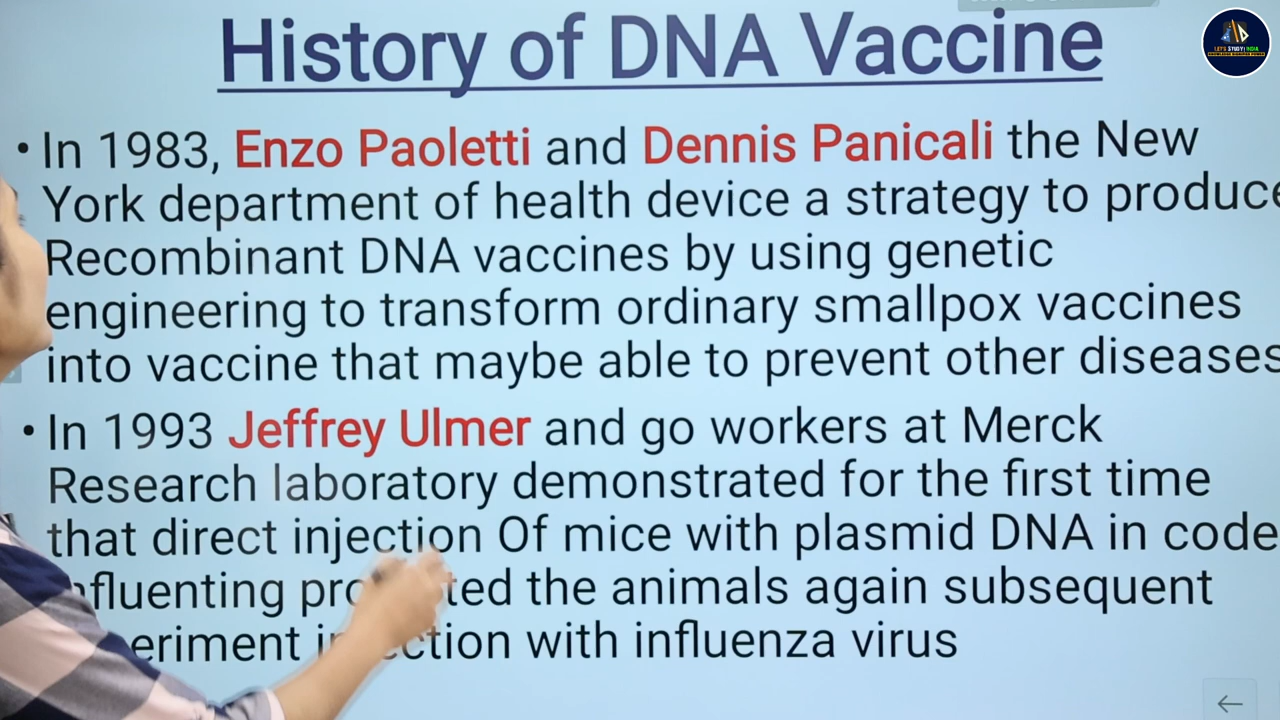 History of DNA Vaccine
LET'S STUDY! INDIA
• In 1983, Enzo Paoletti and Dennis Panicali the New
York department of health device a strategy to produce
Recombinant DNA vaccines by using genetic
engineering to transform ordinary smallpox vaccines
into vaccine that maybe able to prevent other diseases
• In 1993 Jeffrey Ulmer and go workers at Merck
Research laboratory demonstrated for the first time
that direct injection Of mice with plasmid DNA in code
the animals again subsequent
with influenza virus